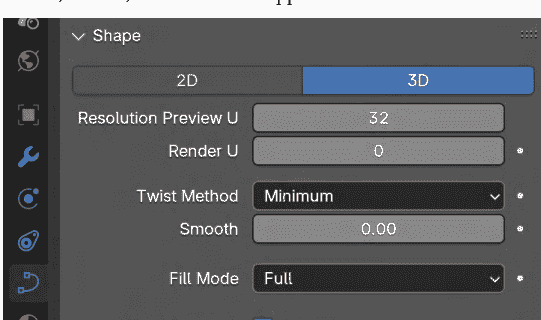 Shape
2D 3D
Resolution Preview U 32
Render U 0
Twist Method Minimum
Smooth 0.00
Fill Mode Full